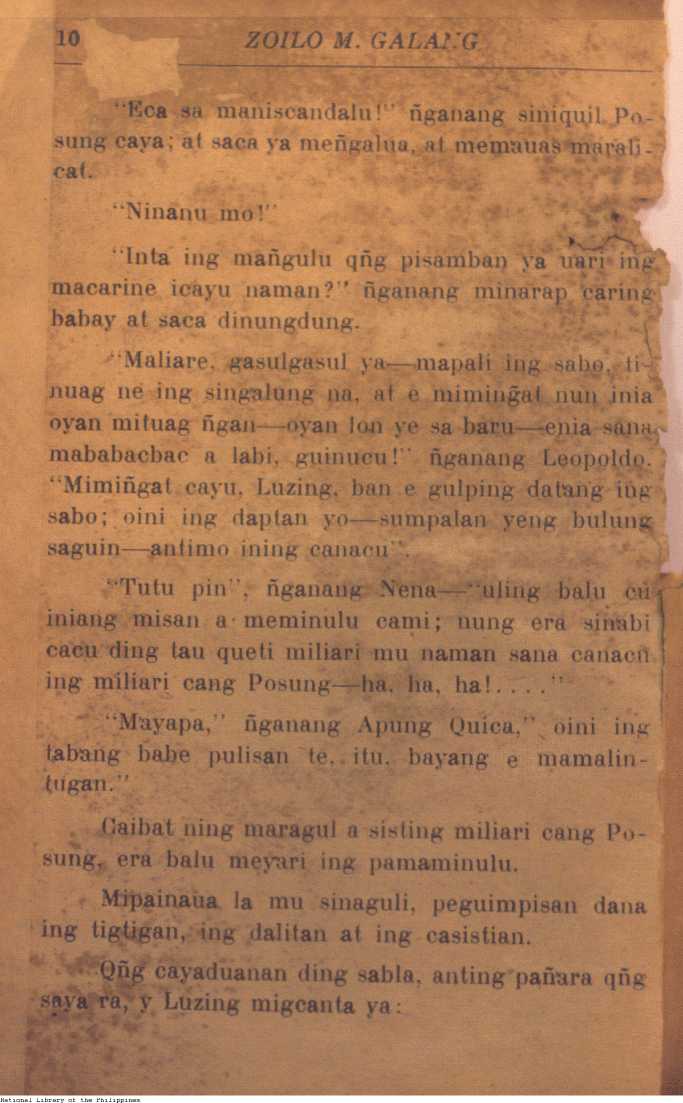 10 ZOILO M. GALANG
"Eca sa maniscandalu!" ñganang siniquil Po-
sung caya; at saca ya meñgalua, at memauas marali-
cat.
"Ninanu mo!"
"Inta ing mañgulu qñg pisamban ya uari ing
macarine icayu naman?" ñganang minarap caring
babay at saca dinungdung.
"Maliare, gasulgasul ya—mapali ing sabo, ti-
nuag ne ing singalung na, at e mimiñgat nun inia
oyan mituag ñgan—oyan lon ye sa baru—enia sana
mababacbac a labi, guinucu!" ñganang Leopoldo.
"Mimiñgat cayu, Luzing, ban e gulping datang ing
sabo; oini ing daptan yo—sumpalan yeng bulung
saguin—antimo ining canacu".
"Tutu pin", ñganang Nena—"uling balu cu
iniang misan a meminulu cami; nung era sinabi
cacu ding tau queti miliari mu naman sana canacu
ing miliari cang Posung—ha, ha, ha!...."
"Mayapa," ñganang Apung Quica," oini ing
tabang babe pulisan te, itu, bayang e mamalin-
tugan."
Caibat ning maragul a sisting miliari cang Po-
sung, era balu meyari ing pamaminulu.
Mipainaua la mu sinaguli, peguimpisan dana
ing tigtigan, ing dalitan at ing casistian.
Qñg cayaduanan ding sabla, anting pañara qñg
saya ra, y Luzing migcanta ya:
National Library of the Philippines